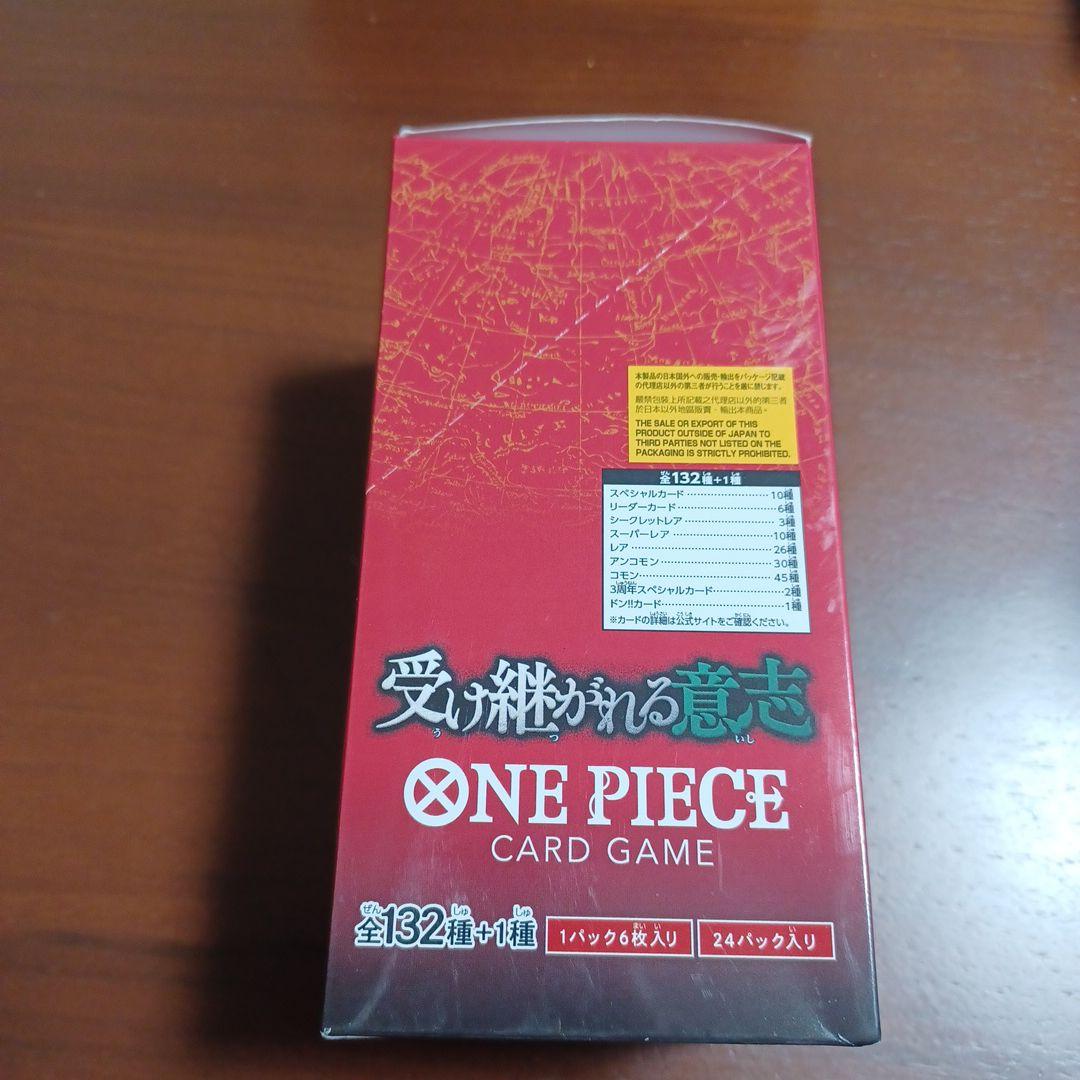 本製品の日本国外への販売・輸出をパッケージ記載
の代理店以外の第三者が行うことを厳に禁じます。
嚴禁包裝上所記載之代理店以外的第三者
於日本以外地區販賣、輸出本商品。
THE SALE OR EXPORT OF THIS
PRODUCT OUTSIDE OF JAPAN TO
THIRD PARTIES NOT LISTED ON THE
PACKAGING IS STRICTLY PROHIBITED.
全132種+1種
スペシャルカード 10種
リーダーカード 6種
シークレットレア 3種
スーパーレア 10種
レア 26種
アンコモン 30種
コモン 45種
3周年スペシャルカード 2種
ドン!!カード 1種
※カードの詳細は公式サイトをご確認ください。
受け継がれる意志
ONE PIECE
CARD GAME
全132種+1種 1パック6枚入り 24パック入り